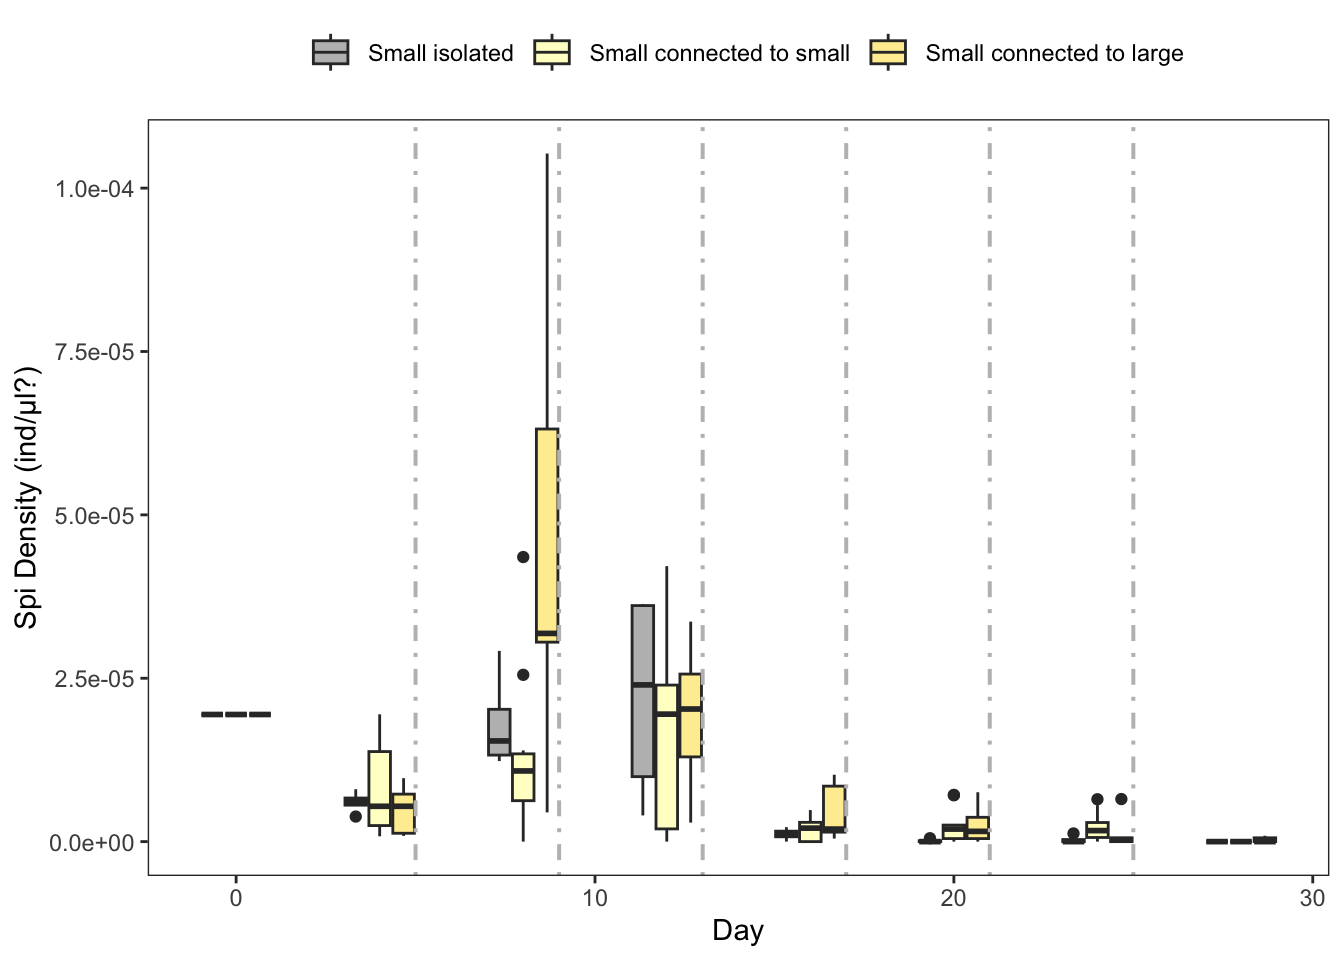 Small isolated Small connected to small Small connected to large
1.0e-04
7.5e-05
5.0e-05
2.5e-05
0.0e+00
Spi Density (ind/µl?)
0 10 20 30
Day